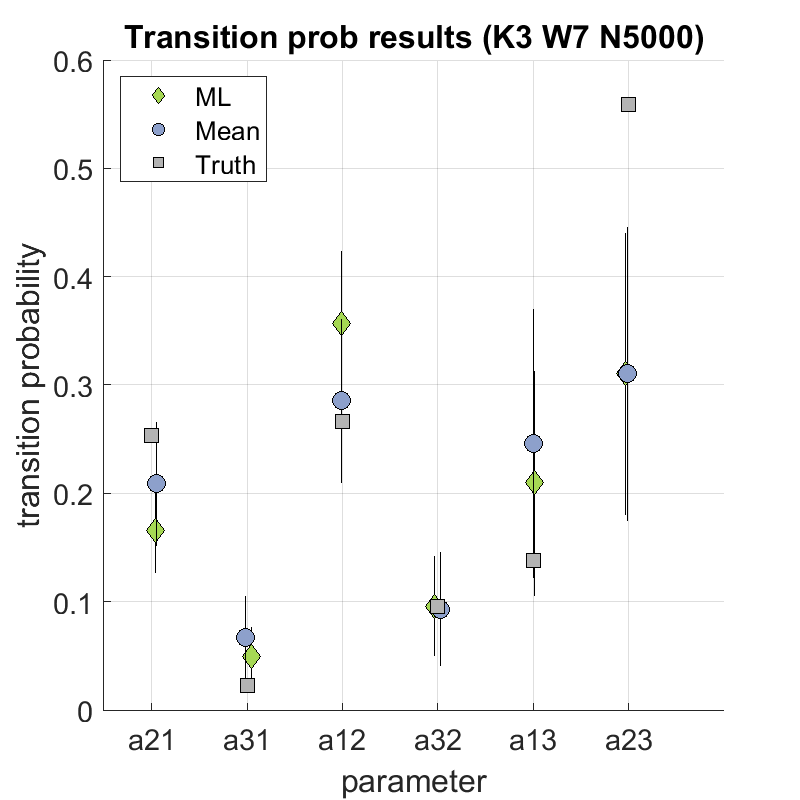 Transition prob results (K3 W7 N5000)
ML
Mean
Truth
transition probability
0.6
0.5
0.4
0.3
0.2
0.1
0
a21 a31 a12 a32 a13 a23
parameter